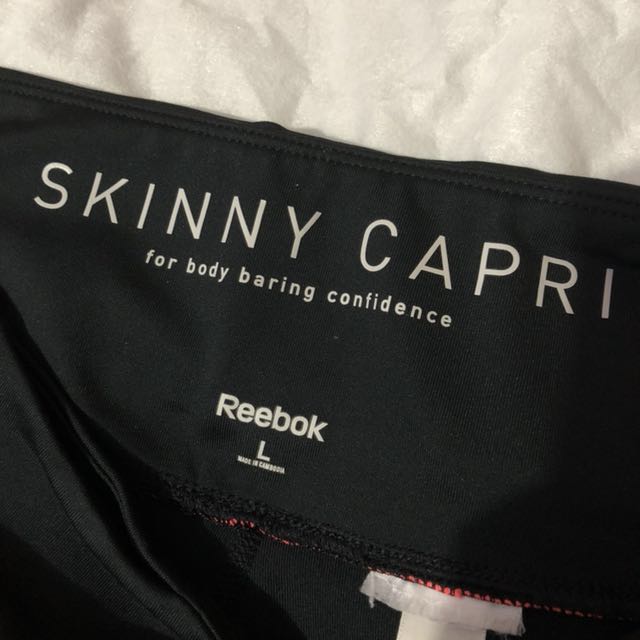 SKINNY CAPRI
for body baring confidence
Reebok
L
MADE IN CAMBODIA